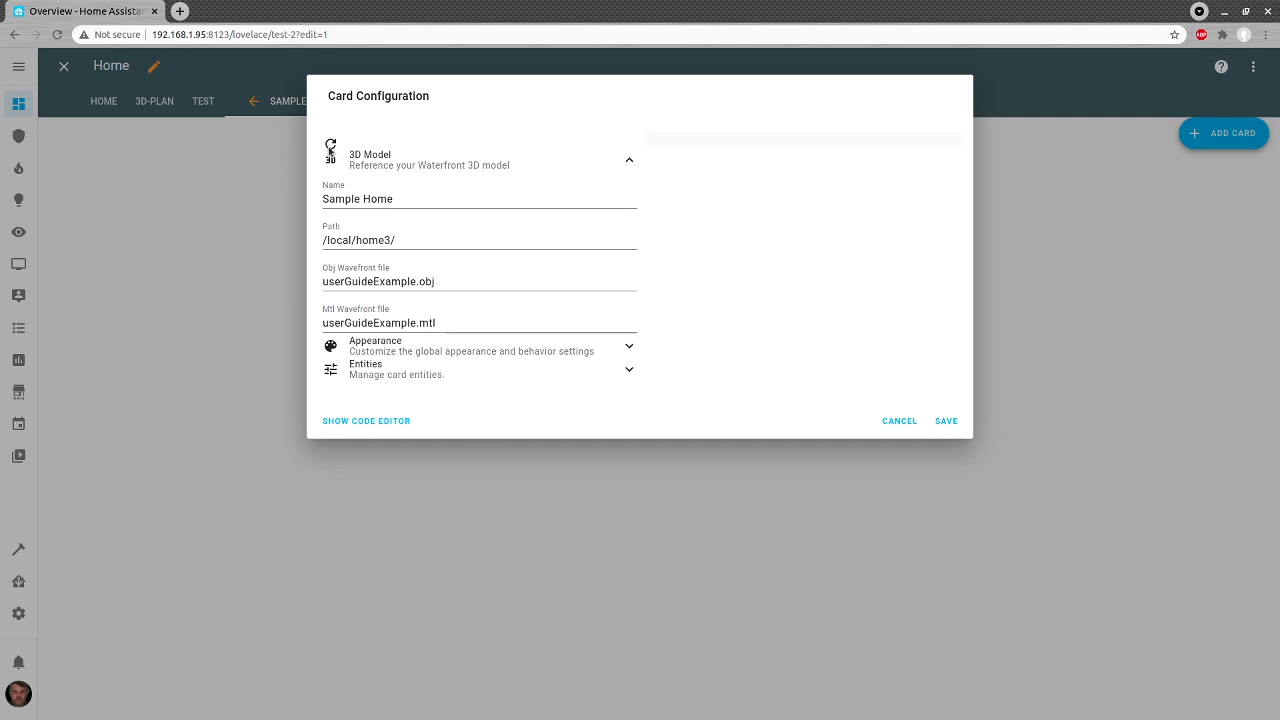 Overview - Home Assistan
Not secure
192.168.1.95:8123/lovelace/test-2?edit=1
ABP
Home
HOME
3D-PLAN
TEST
SAMPLE
ADD CARD
Card Configuration
3D
3D Model
Reference your Waterfront 3D model
Name
Sample Home
Path
/local/home3/
Obj Wavefront file
userGuideExample.obj
Mtl Wavefront file
userGuideExample.mtl
Appearance
Customize the global appearance and behavior settings
Entities
Manage card entities.
SHOW CODE EDITOR
CANCEL
SAVE